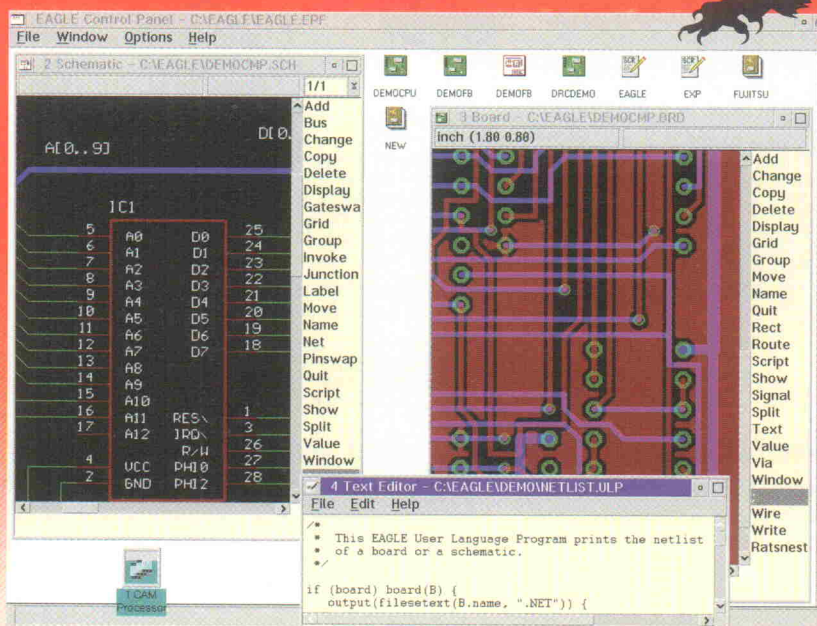 EAGLE Control Panel - C:\EAGLE\EAGLE.EPF
File Window Options Help
2 Schematic - C:\EAGLE\DEMOCMP.SCH
1/1
Add
Bus
Change
Copy
Delete
Display
Gateswa
Grid
Group
Invoke
Junction
Label
Move
Name
Net
Pinswap
Quit
Script
Show
Split
Value
Window
A[0..9]
D[0.
IC1
5 A0 D0 25
6 A1 D1 24
7 A2 D2 23
8 A3 D3 22
9 A4 D4 21
10 A5 D5 20
11 A6 D6 19
12 A7 D7 18
13 A8
14 A9
15 A10
16 A11 RES\ 1
17 A12 IRQ\ 3
R/W 26
4 VCC PHI0 27
2 GND PHI2 28
DEMOCPU DEMOFB DEMOFB DRCDEMO EAGLE EXP FUJITSU
NEW
3 Board - C:\EAGLE\DEMOCMP.BRD
inch (1.80 0.80)
Add
Change
Copy
Delete
Display
Grid
Group
Move
Name
Quit
Rect
Route
Script
Show
Signal
Split
Text
Value
Via
Window
;
Wire
Write
Ratsnest
4 Text Editor - C:\EAGLE\DEMO\NETLIST.ULP
File Edit Help
/*
* This EAGLE User Language Program prints the netlist
* of a board or a schematic.
*/
if (board) board(B) {
output(filesetext(B.name, ".NET")) {
1 CAM
Processor